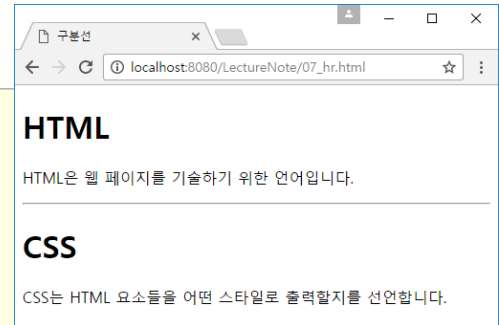 구분선
localhost:8080/LectureNote/07_hr.html
HTML
HTML은 웹 페이지를 기술하기 위한 언어입니다.
CSS
CSS는 HTML 요소들을 어떤 스타일로 출력할지를 선언합니다.